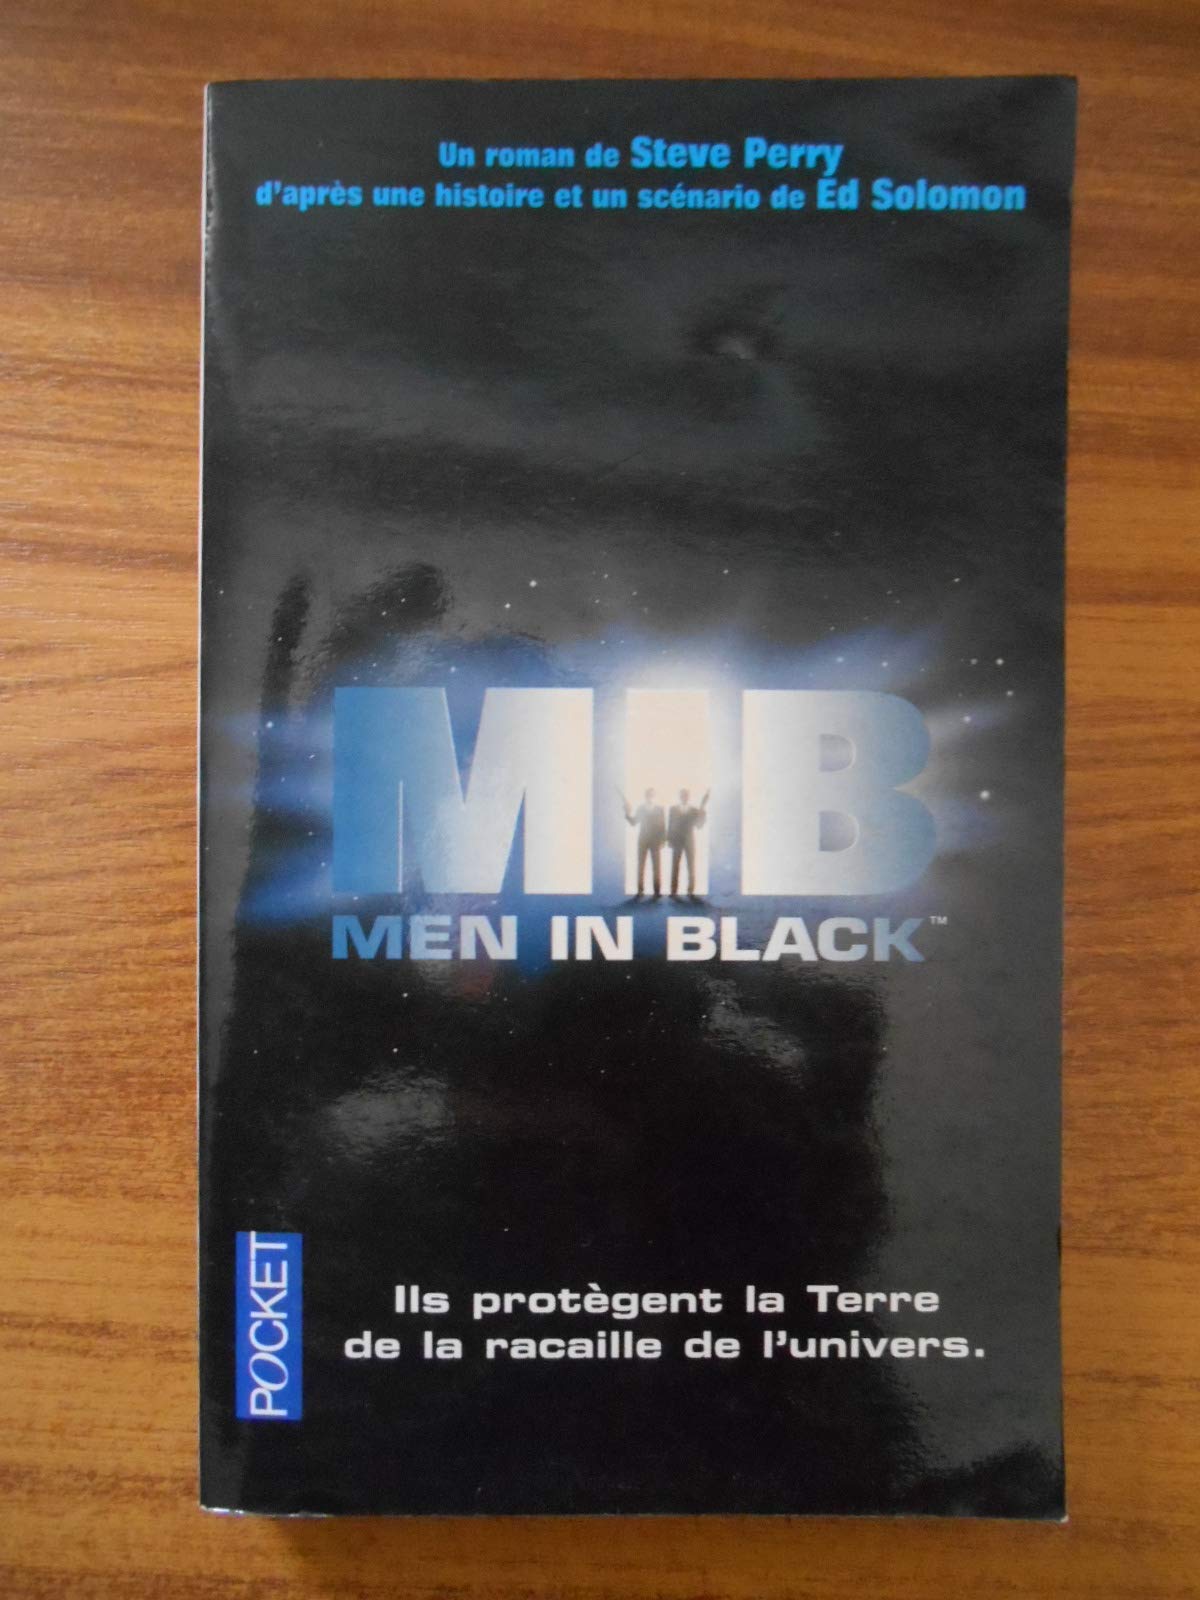 Un roman de Steve Perry
d'après une histoire et un scénario de Ed Solomon
MIB
MEN IN BLACK™
POCKET
Ils protègent la Terre
de la racaille de l'univers.